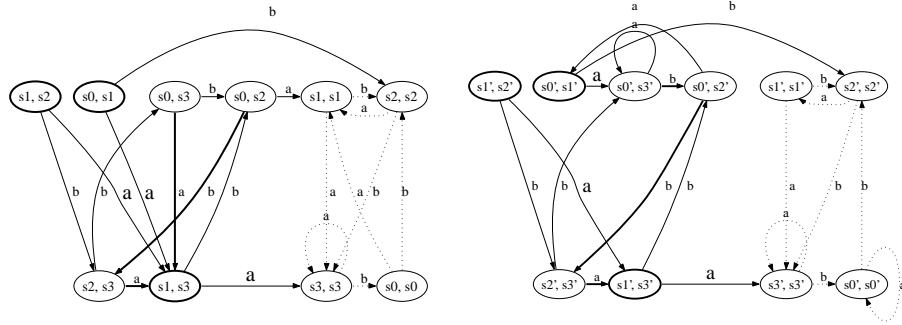 b
a
b
a
s1, s2
s0, s1
s0, s3
b
s0, s2
a
s1, s1
b
s2, s2
a
s1', s2'
s0', s1'
a
s0', s3'
b
s0', s2'
s1', s1'
b
s2', s2'
a
b
b
a
a
a
b
b
a
a
b
b
b
b
a
b
b
a
b
b
a
a
s2, s3
a
s1, s3
a
s3, s3
b
s0, s0
s2', s3'
a
s1', s3'
a
s3', s3'
b
s0', s0'
a